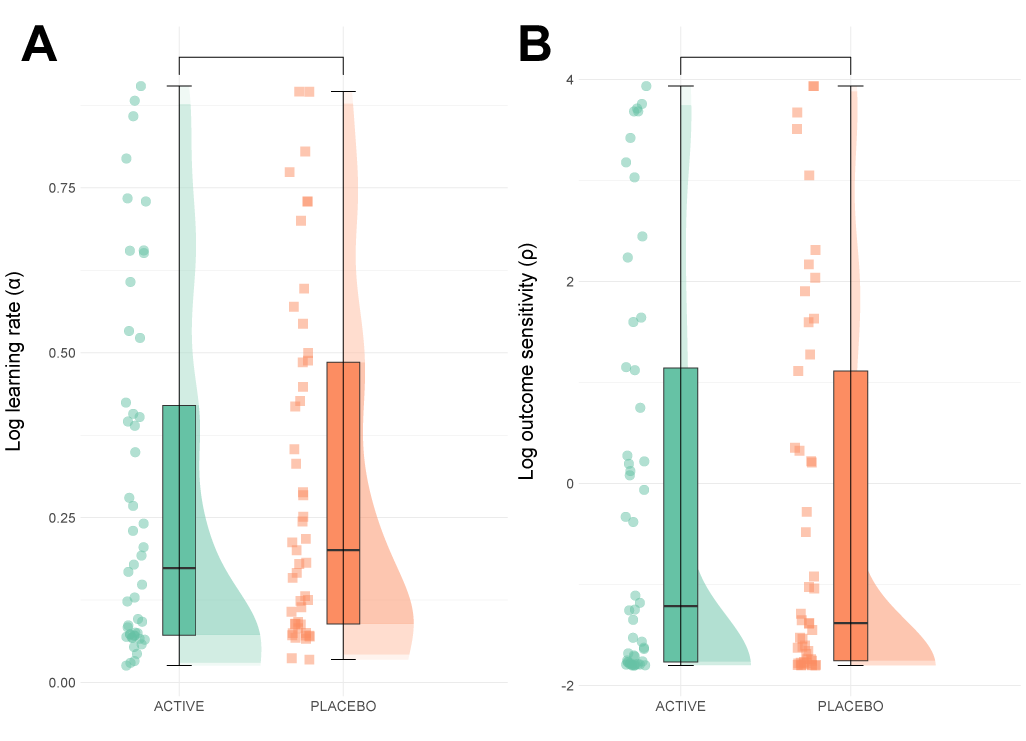 A
B
Log learning rate (α)
0.75
0.50
0.25
0.00
ACTIVE
PLACEBO
Log outcome sensitivity (ρ)
4
2
0
-2
ACTIVE
PLACEBO